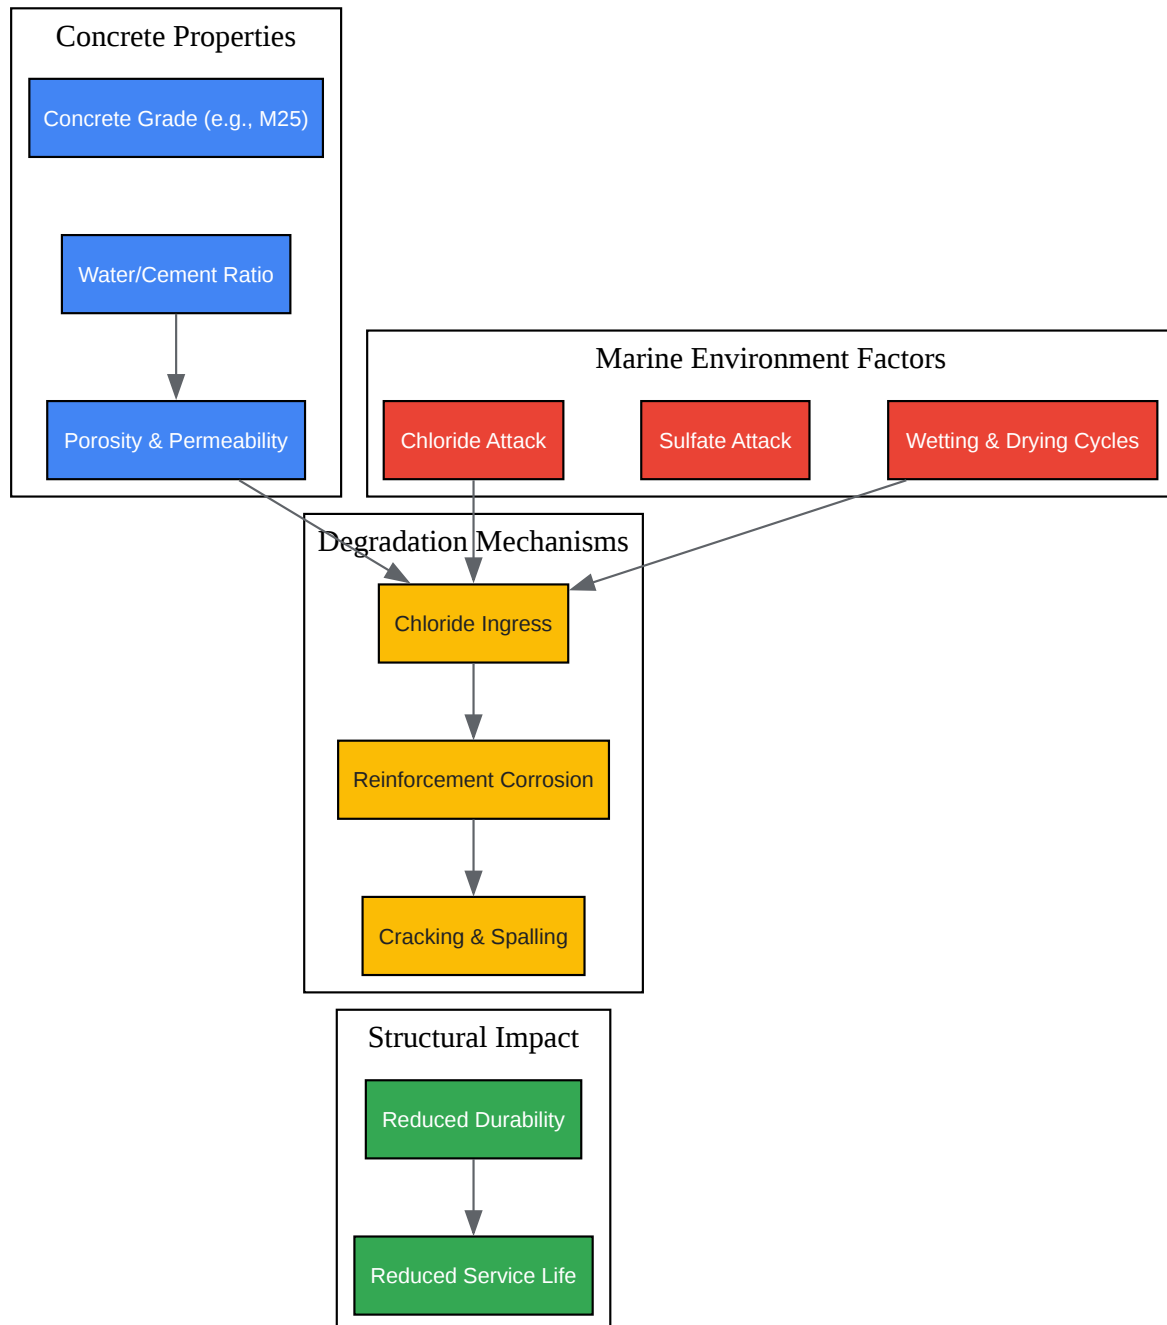 Concrete Properties
Concrete Grade (e.g., M25)
Water/Cement Ratio
Porosity & Permeability
Marine Environment Factors
Chloride Attack
Sulfate Attack
Wetting & Drying Cycles
Degradation Mechanisms
Chloride Ingress
Reinforcement Corrosion
Cracking & Spalling
Structural Impact
Reduced Durability
Reduced Service Life